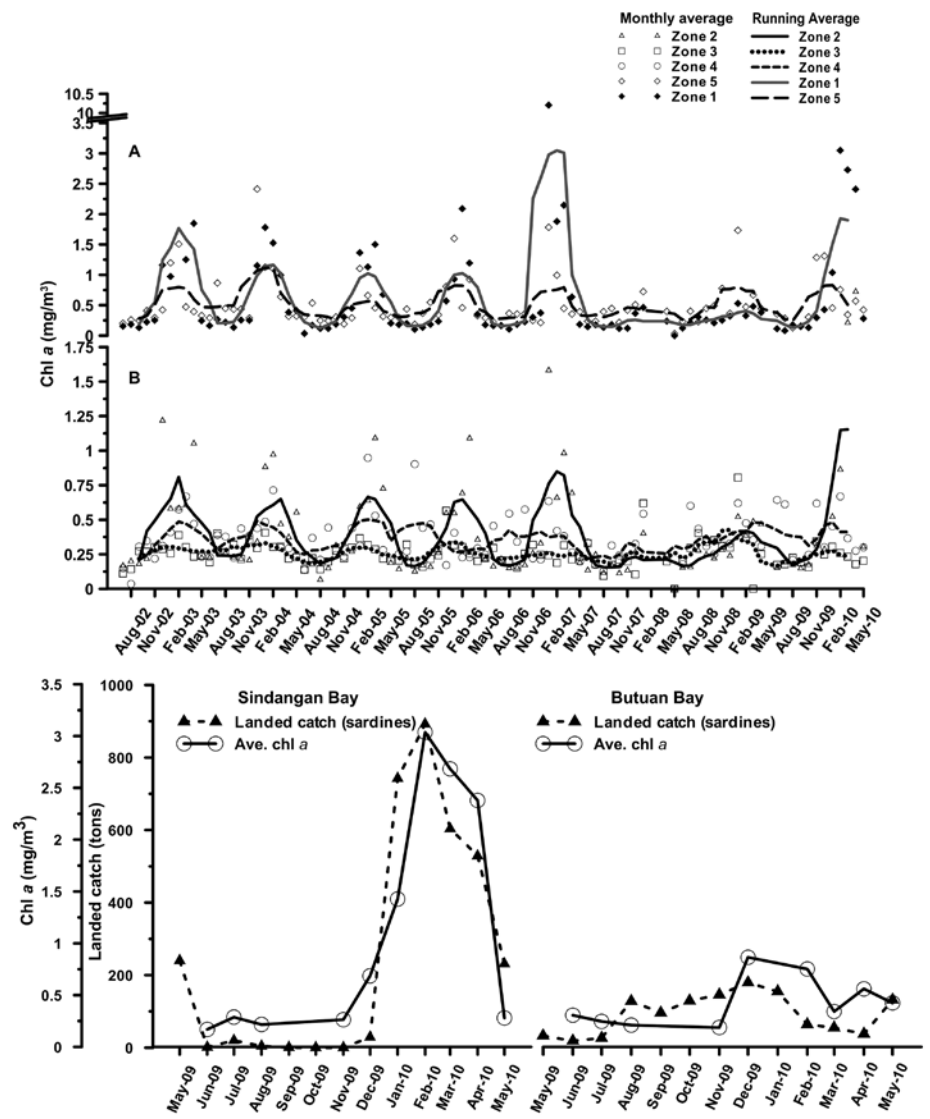 Monthly average Running Average
Zone 2 Zone 2
Zone 3 Zone 3
Zone 4 Zone 4
Zone 5 Zone 1
Zone 1 Zone 5
10.5
10
3.5
A
3
2.5
2
1.5
1
0.5
0
Chl a (mg/m³)
1.75
B
1.5
1.25
1
0.75
0.5
0.25
0
Aug-02 Nov-02 Feb-03 May-03 Aug-03 Nov-03 Feb-04 May-04 Aug-04 Nov-04 Feb-05 May-05 Aug-05 Nov-05 Feb-06 May-06 Aug-06 Nov-06 Feb-07 May-07 Aug-07 Nov-07 Feb-08 May-08 Aug-08 Nov-08 Feb-09 May-09 Aug-09 Nov-09 Feb-10 May-10
3.5 1000
Sindangan Bay Butuan Bay
Landed catch (sardines) Landed catch (sardines)
Ave. chl a Ave. chl a
3
800
2.5
600
2
Chl a (mg/m³)
Landed catch (tons)
1.5
400
1
200
0.5
0 0
May-09 Jun-09 Jul-09 Aug-09 Sep-09 Oct-09 Nov-09 Dec-09 Jan-10 Feb-10 Mar-10 Apr-10 May-10
May-09 Jun-09 Jul-09 Aug-09 Sep-09 Oct-09 Nov-09 Dec-09 Jan-10 Feb-10 Mar-10 Apr-10 May-10